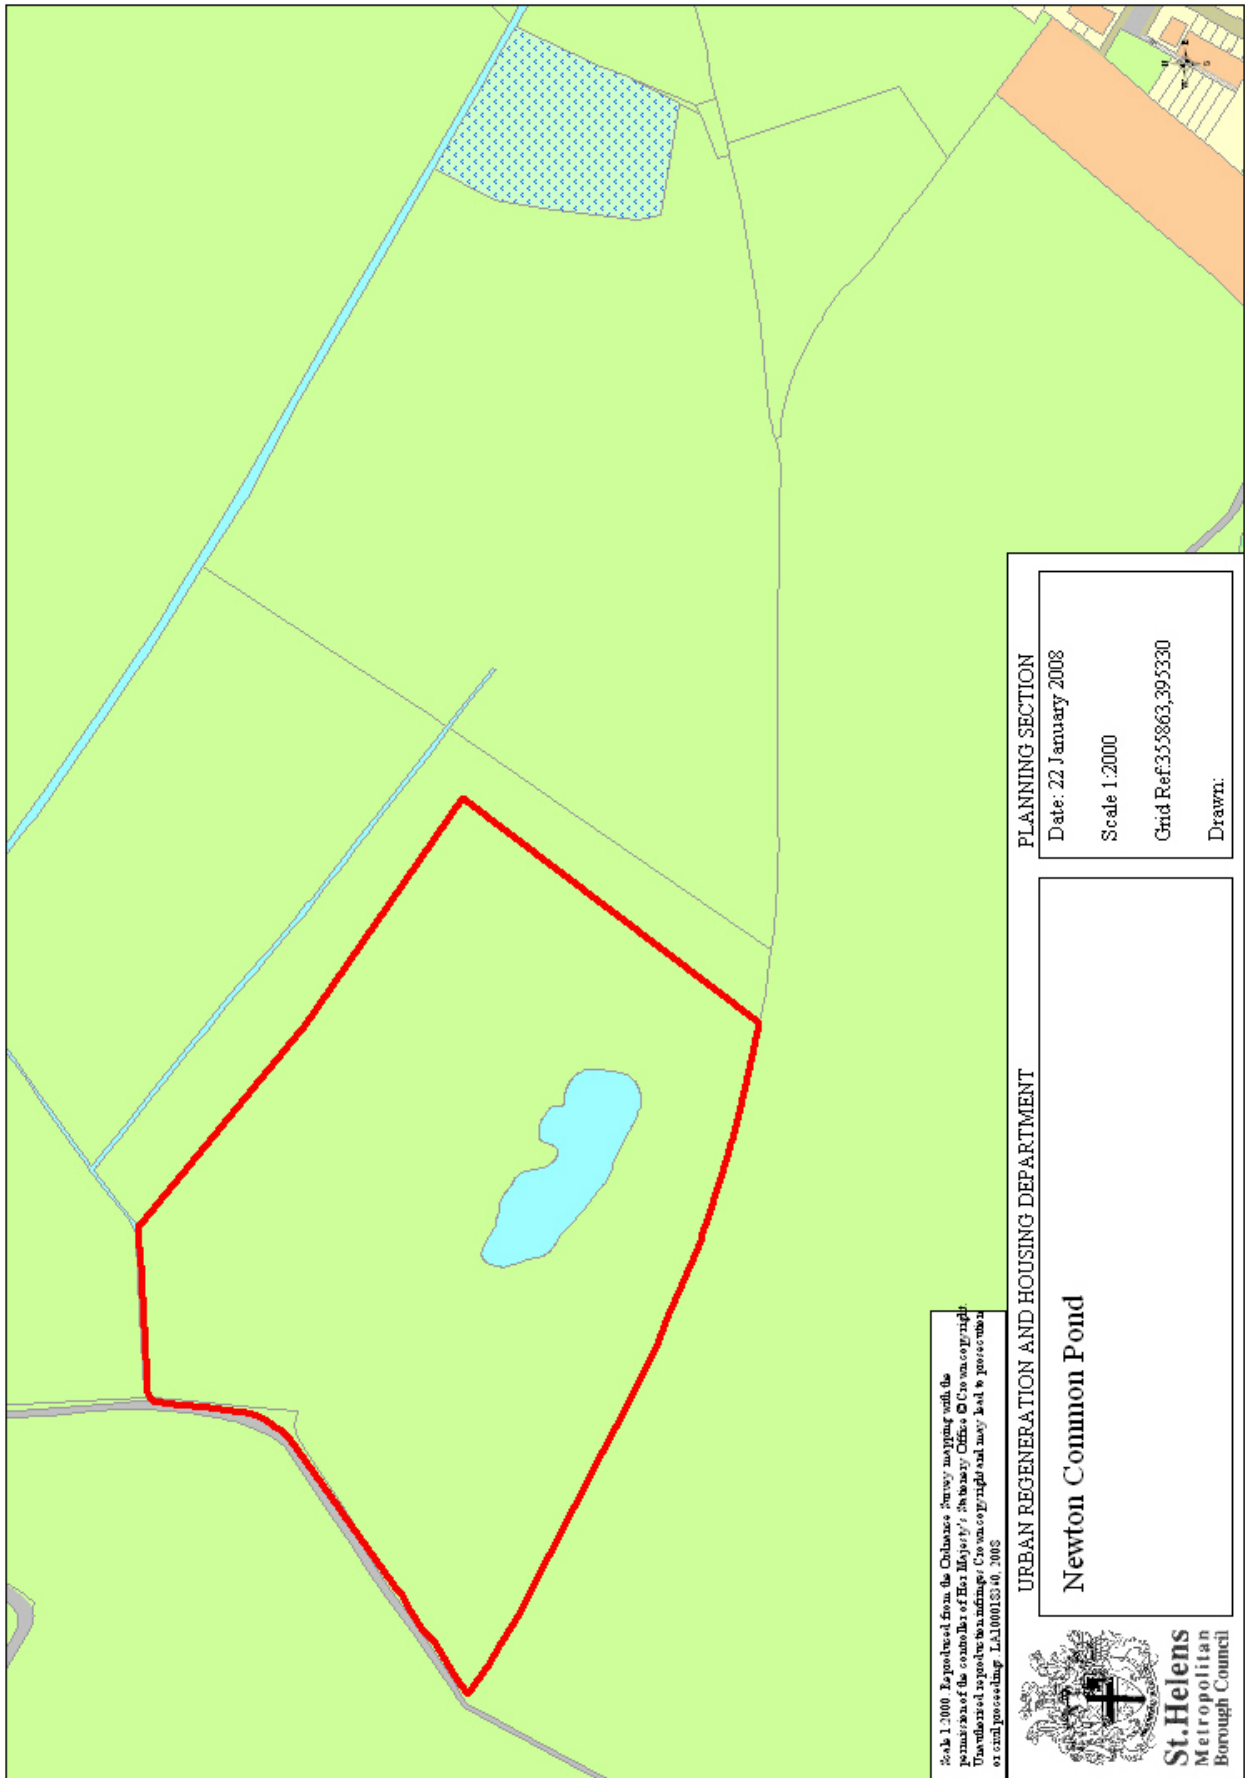 Scale 1:2000. Reproduced from the Ordnance Survey mapping with the
permission of the controller of Her Majesty's Stationery Office © Crown copyright.
Unauthorised reproduction infringes Crown copyright and may lead to prosecution
or civil proceedings. LA100018340, 2008
URBAN REGENERATION AND HOUSING DEPARTMENT
PLANNING SECTION
Newton Common Pond
Date: 22 January 2008
Scale 1:2000
Grid Ref:355863,395330
Drawn:
St.Helens
Metropolitan
Borough Council
N
E
S
W